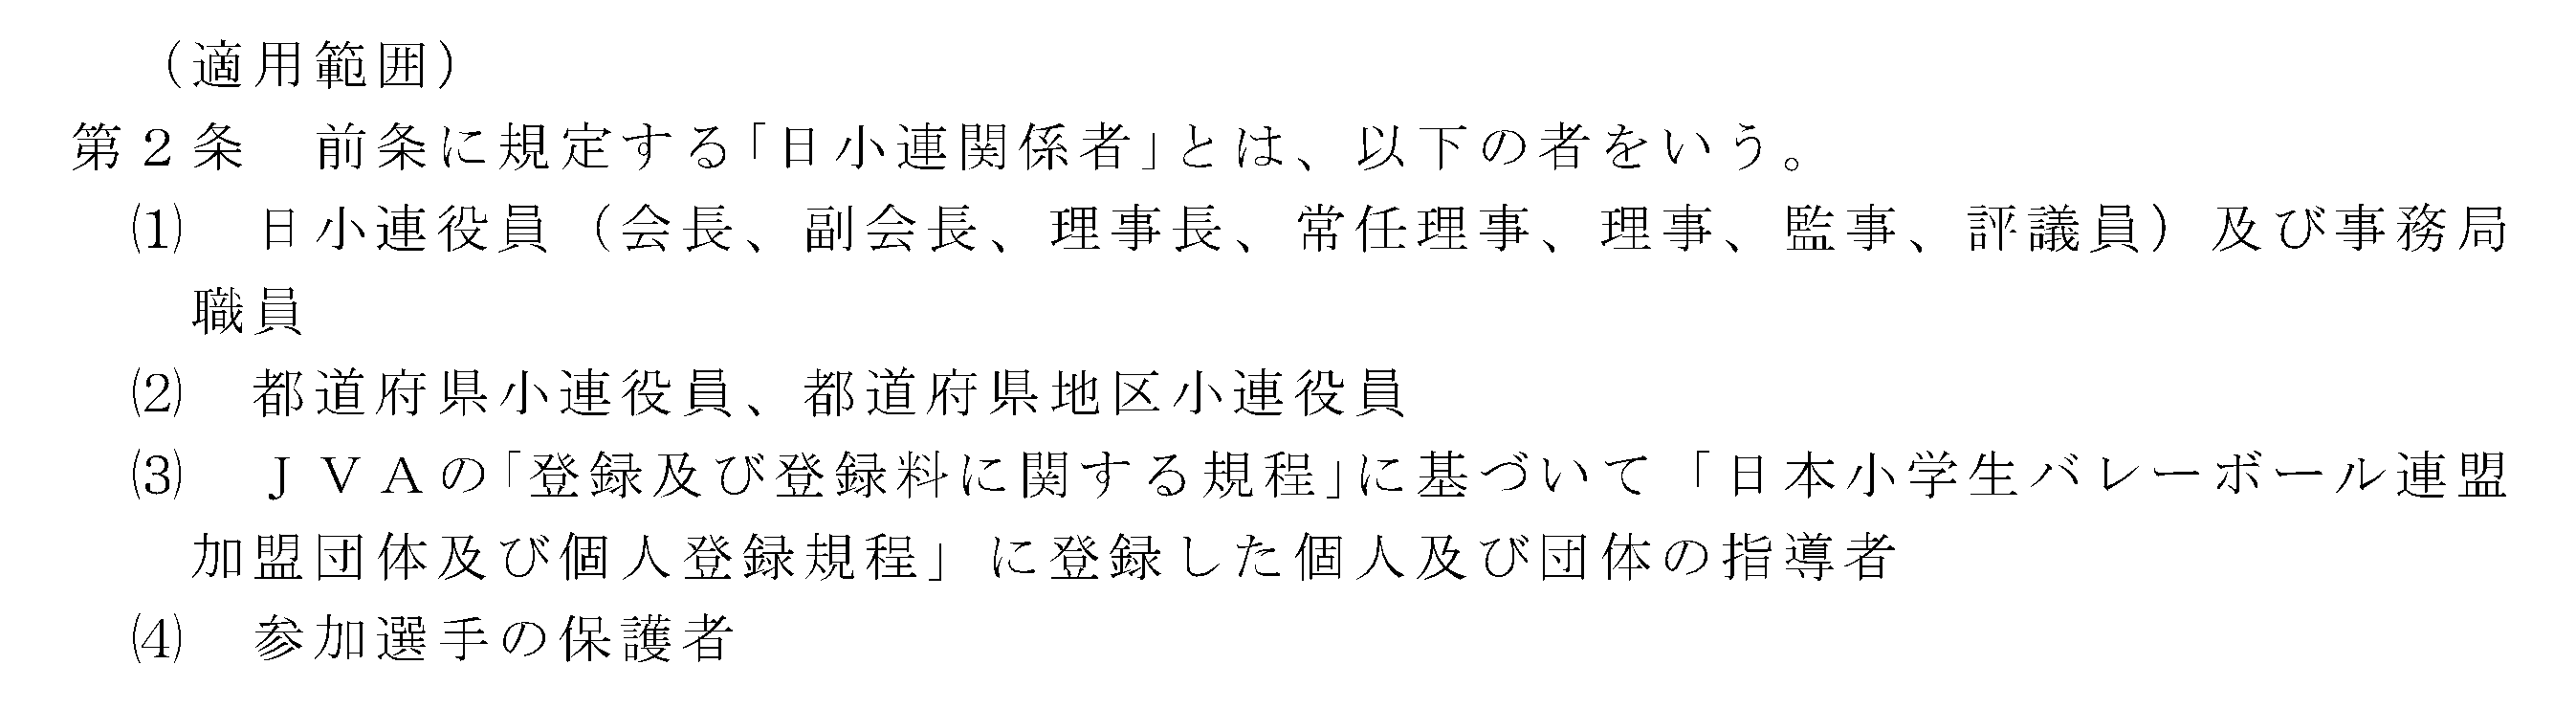 （適用範囲）
第２条　前条に規定する「日小連関係者」とは、以下の者をいう。
⑴　日小連役員（会長、副会長、理事長、常任理事、理事、監事、評議員）及び事務局
職員
⑵　都道府県小連役員、都道府県地区小連役員
⑶　ＪＶＡの「登録及び登録料に関する規程」に基づいて「日本小学生バレーボール連盟
加盟団体及び個人登録規程」に登録した個人及び団体の指導者
⑷　参加選手の保護者